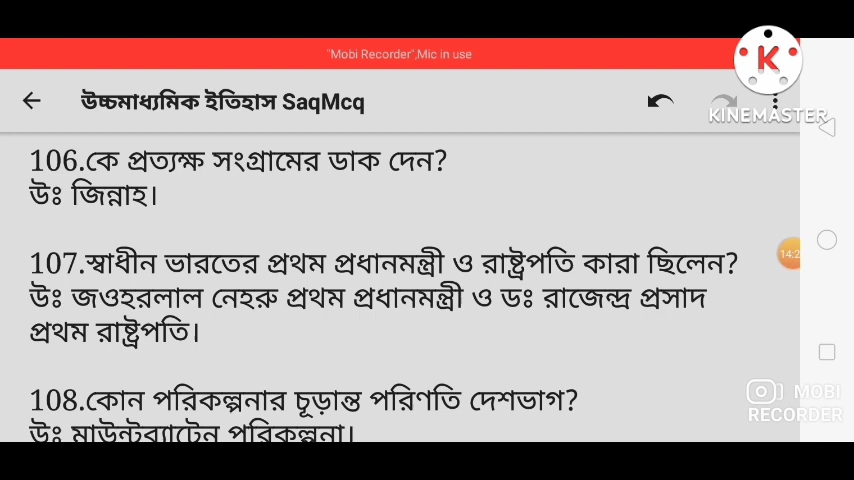 "Mobi Recorder",Mic in use
উচ্চমাধ্যমিক ইতিহাস SaqMcq
KINEMASTER
106.কে প্রত্যক্ষ সংগ্রামের ডাক দেন?
উঃ জিন্নাহ।
107.স্বাধীন ভারতের প্রথম প্রধানমন্ত্রী ও রাষ্ট্রপতি কারা ছিলেন?
14:2
উঃ জওহরলাল নেহরু প্রথম প্রধানমন্ত্রী ও ডঃ রাজেন্দ্র প্রসাদ
প্রথম রাষ্ট্রপতি।
108.কোন পরিকল্পনার চূড়ান্ত পরিণতি দেশভাগ?
MOBI
RECORDER
উঃ মাউন্টব্যাটেন পরিকল্পনা।